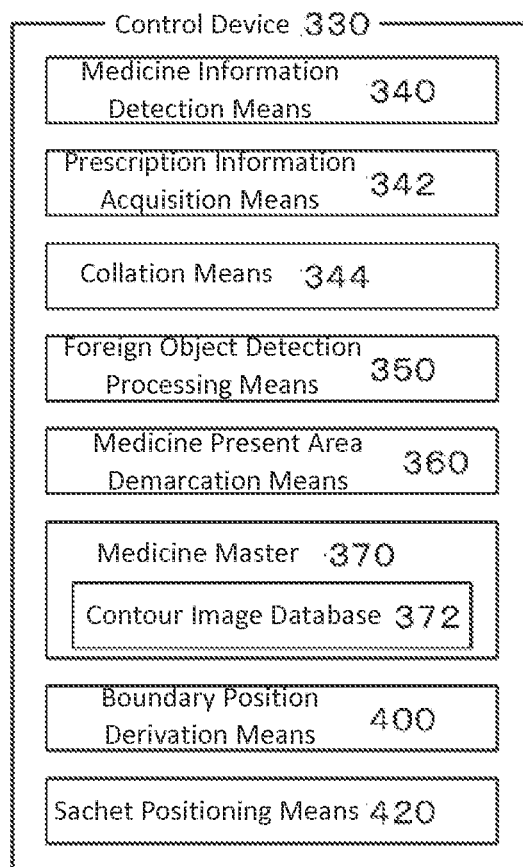 Control Device 330
Medicine Information
Detection Means 340
Prescription Information
Acquisition Means 342
Collation Means 344
Foreign Object Detection
Processing Means 350
Medicine Present Area
Demarcation Means 360
Medicine Master 370
Contour Image Database 372
Boundary Position
Derivation Means 400
Sachet Positioning Means 420